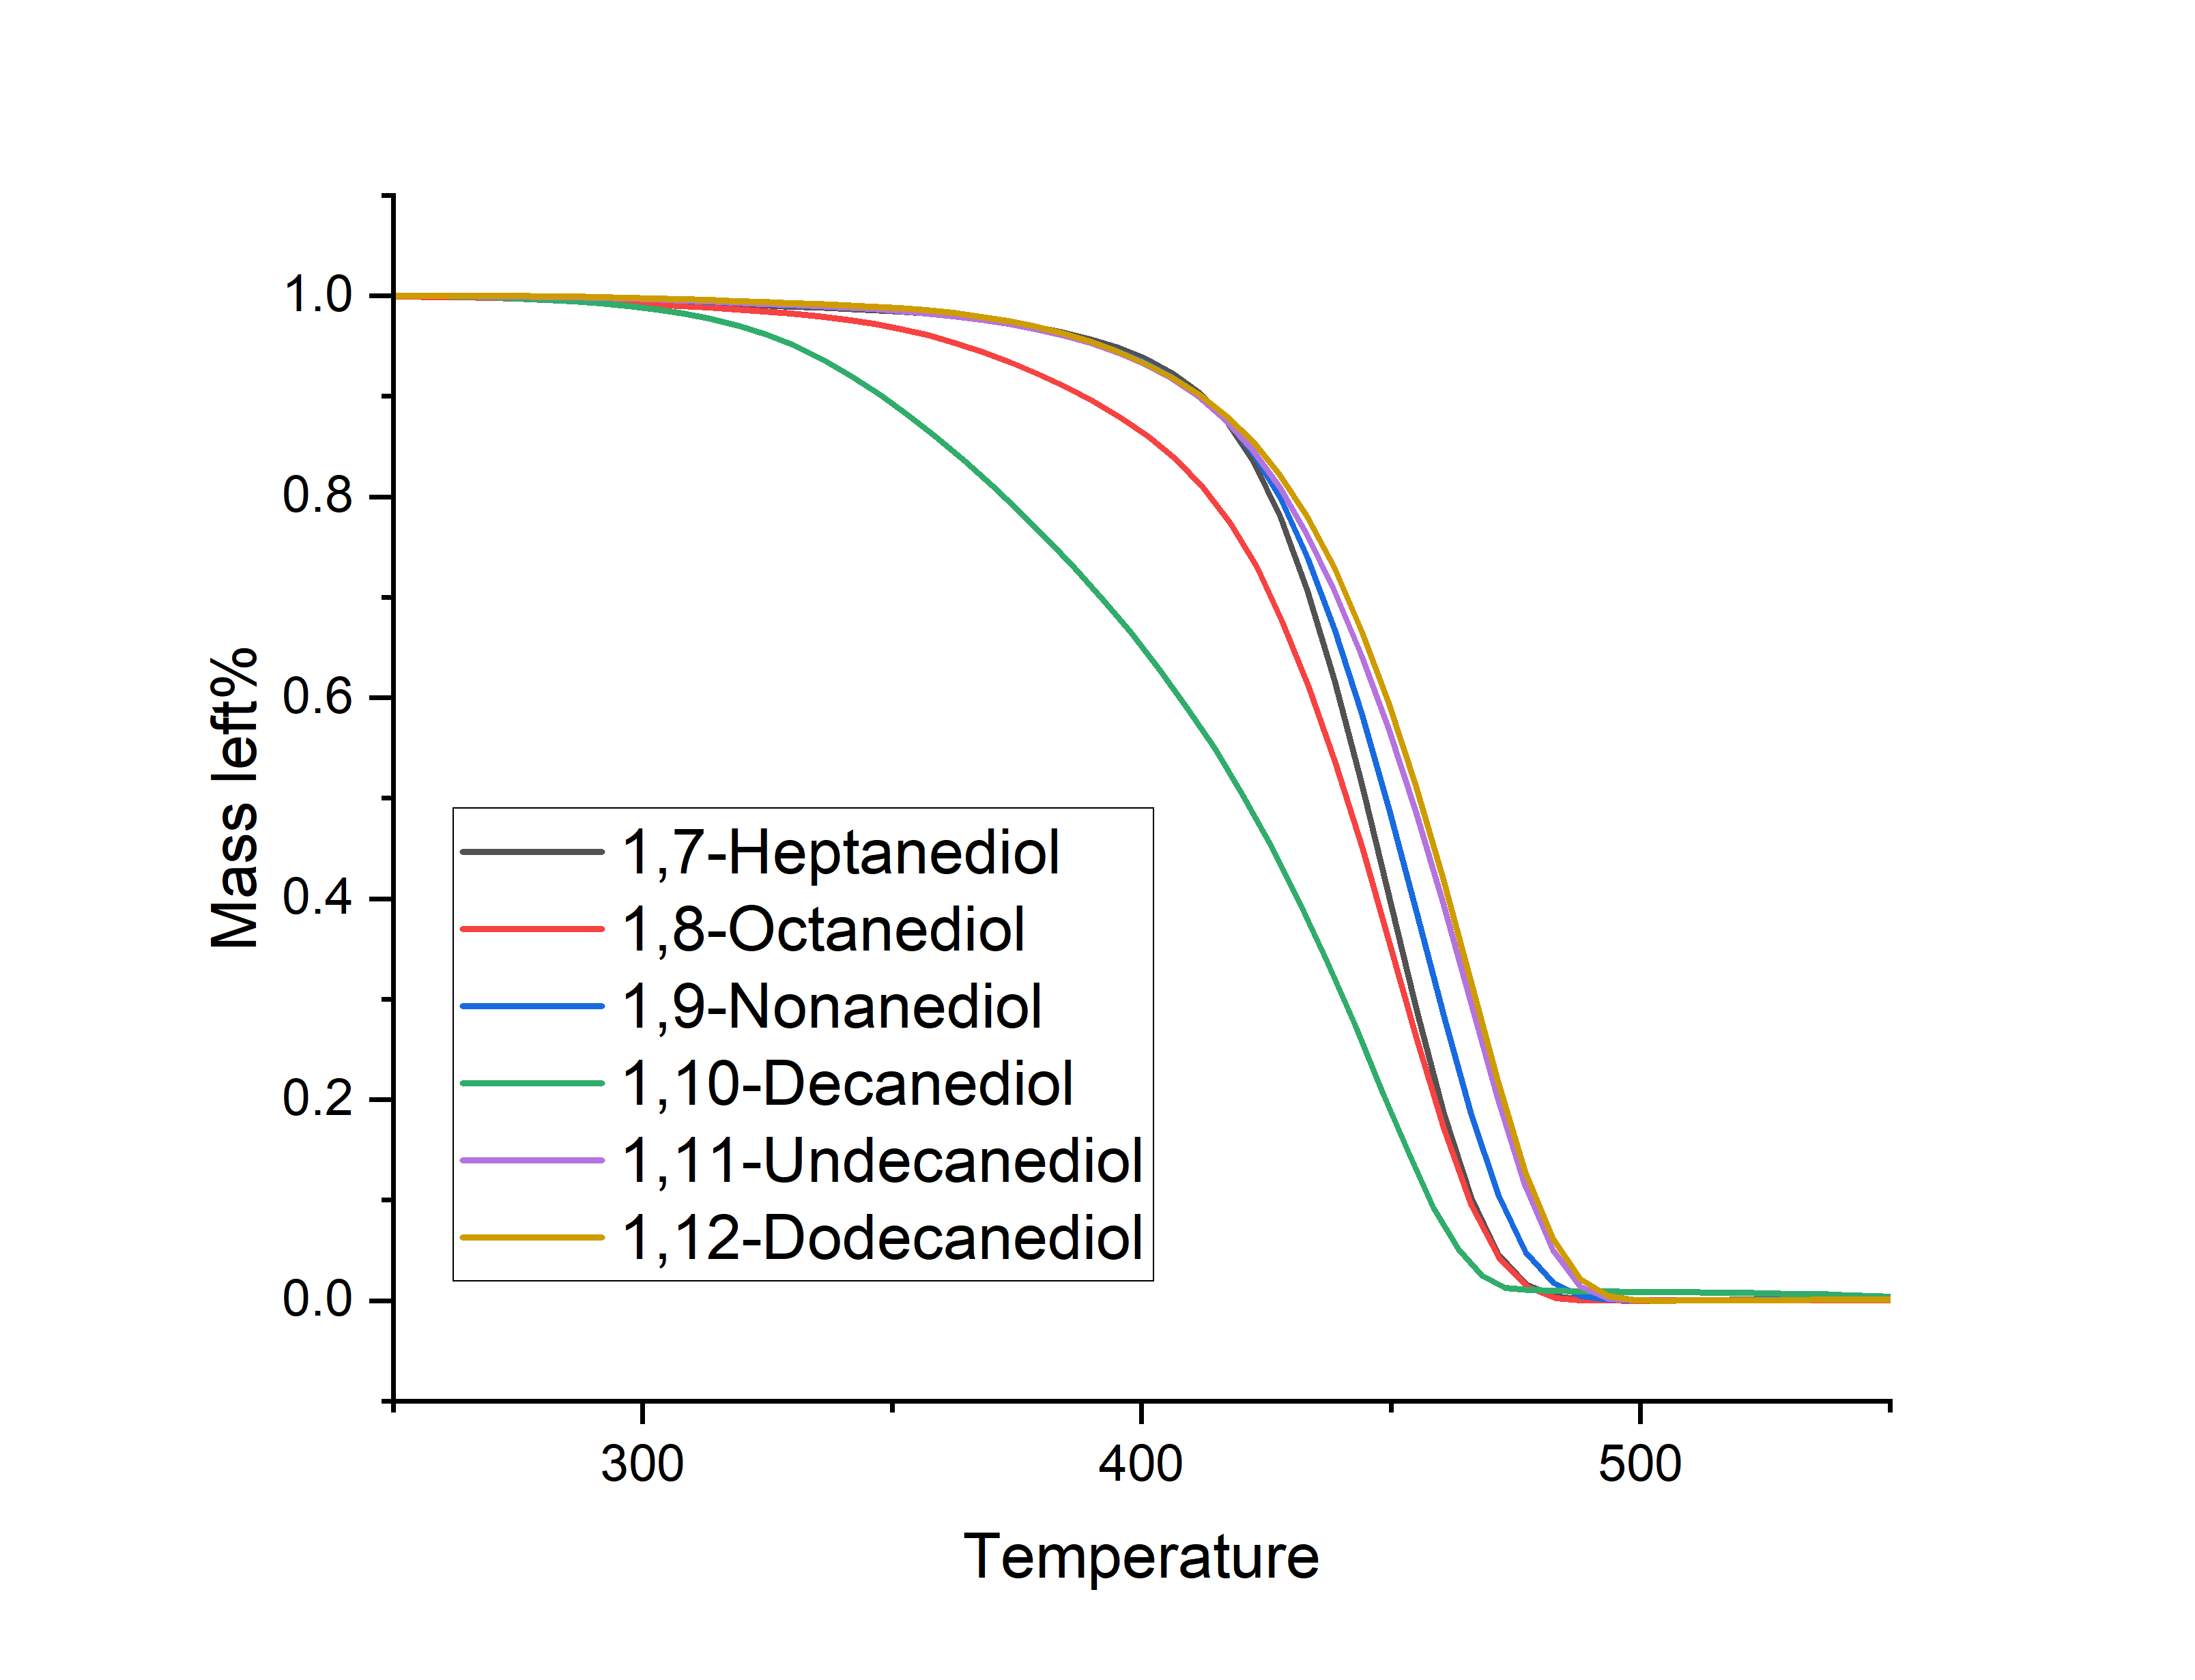 1.0
0.8
0.6
0.4
0.2
0.0
Mass left%
1,7-Heptanediol
1,8-Octanediol
1,9-Nonanediol
1,10-Decanediol
1,11-Undecanediol
1,12-Dodecanediol
300 400 500
Temperature